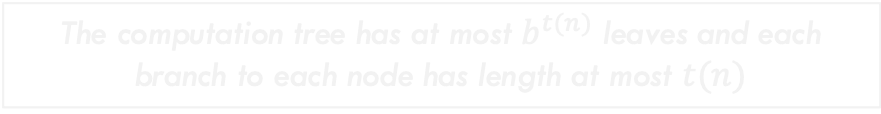 The computation tree has at most $b^{t(n)}$ leaves and each
branch to each node has length at most $t(n)$